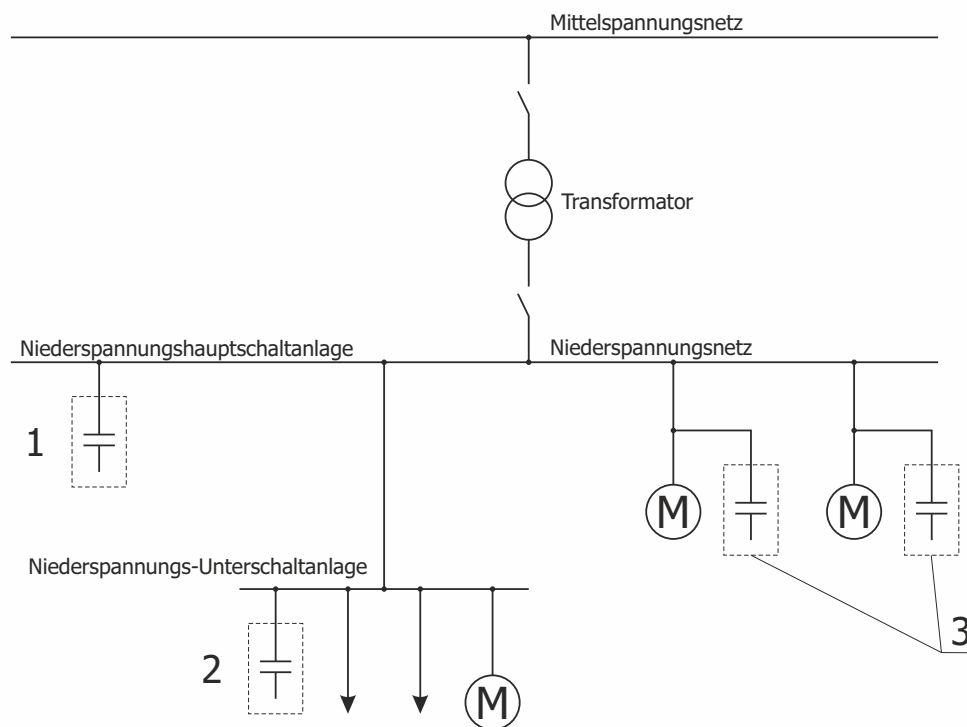 Mittelspannungsnetz
Transformator
Niederspannungshauptschaltanlage
Niederspannungsnetz
1
M
M
Niederspannungs-Unterschaltanlage
2
M
3